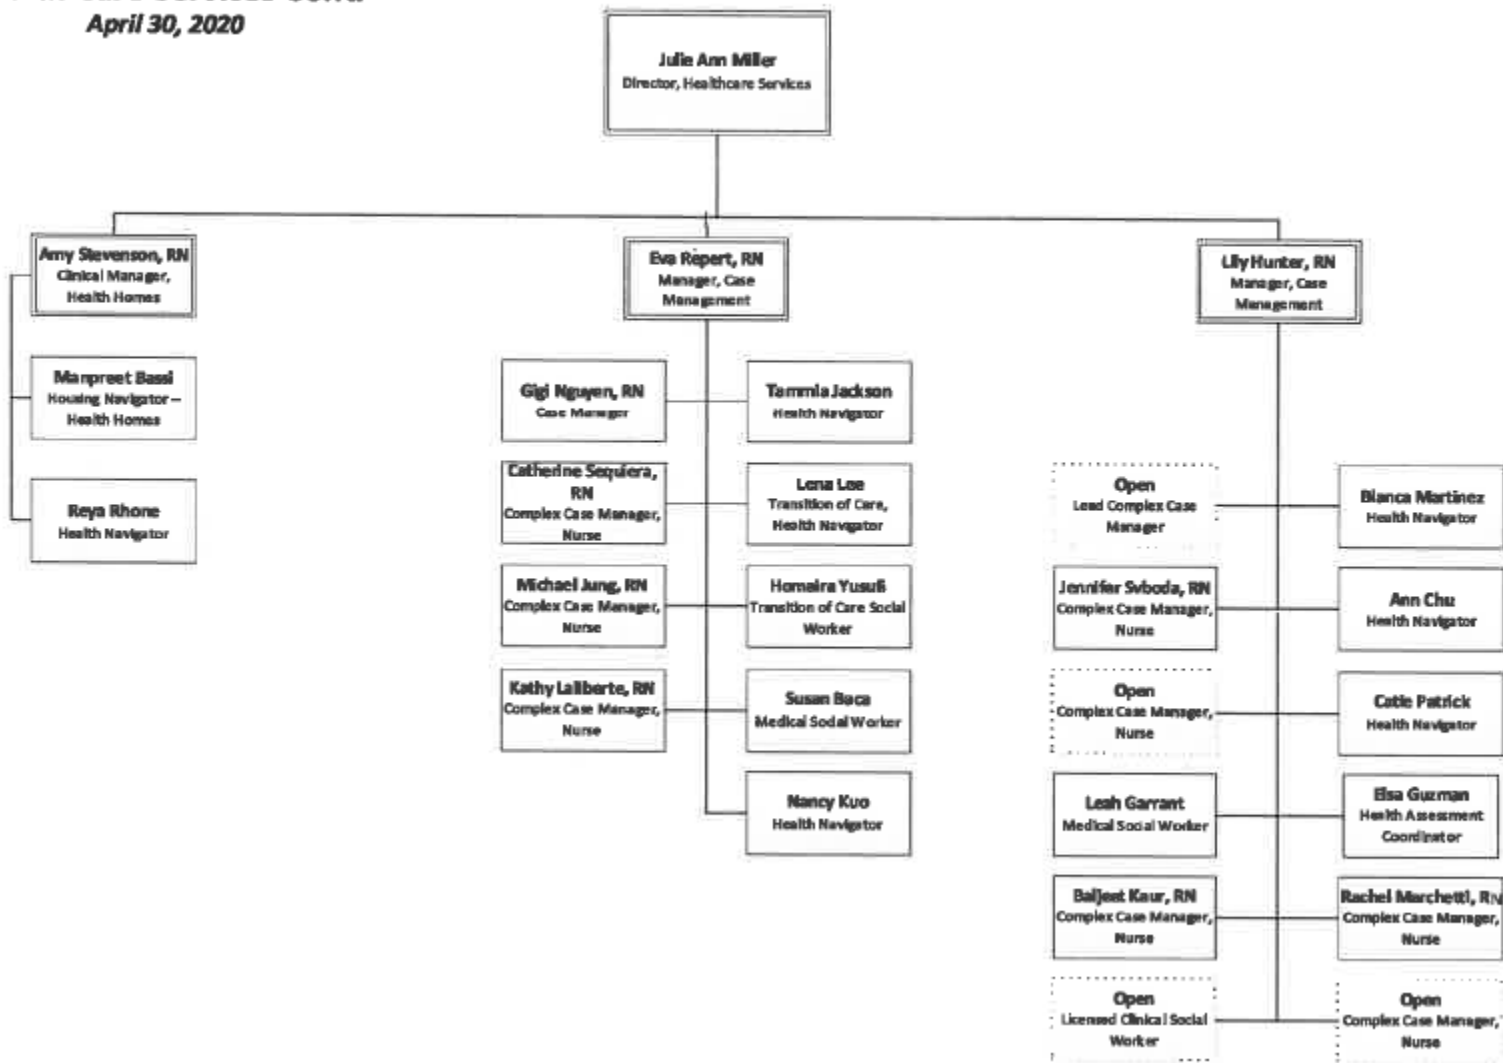 April 30, 2020
Julie Ann Miller
Director, Healthcare Services
Amy Stevenson, RN
Clinical Manager,
Health Homes
Manpreet Bassi
Housing Navigator –
Health Homes
Reya Rhone
Health Navigator
Eva Repert, RN
Manager, Case
Management
Gigi Nguyen, RN
Case Manager
Tammia Jackson
Health Navigator
Catherine Sequiera,
RN
Complex Case Manager,
Nurse
Lena Lee
Transition of Care,
Health Navigator
Michael Jung, RN
Complex Case Manager,
Nurse
Homaira
Transition of Care Social
Worker
Kathy Laliberte, RN
Complex Case Manager,
Nurse
Susan Baca
Medical Social Worker
Nancy Kuo
Health Navigator
Lily Hunter, RN
Manager, Case
Management
Open
Lead Complex Case
Manager
Bianca Martinez
Health Navigator
Jennifer Svboda, RN
Complex Case Manager,
Nurse
Ann Chu
Health Navigator
Open
Complex Case Manager,
Nurse
Catie Patrick
Health Navigator
Leah Garrant
Medical Social Worker
Elsa Guzman
Health Assessment
Coordinator
Baljeet Kaur, RN
Complex Case Manager,
Nurse
Rachel Marchetti, RN
Complex Case Manager,
Nurse
Open
Licensed Clinical Social
Worker
Open
Complex Case Manager,
Nurse